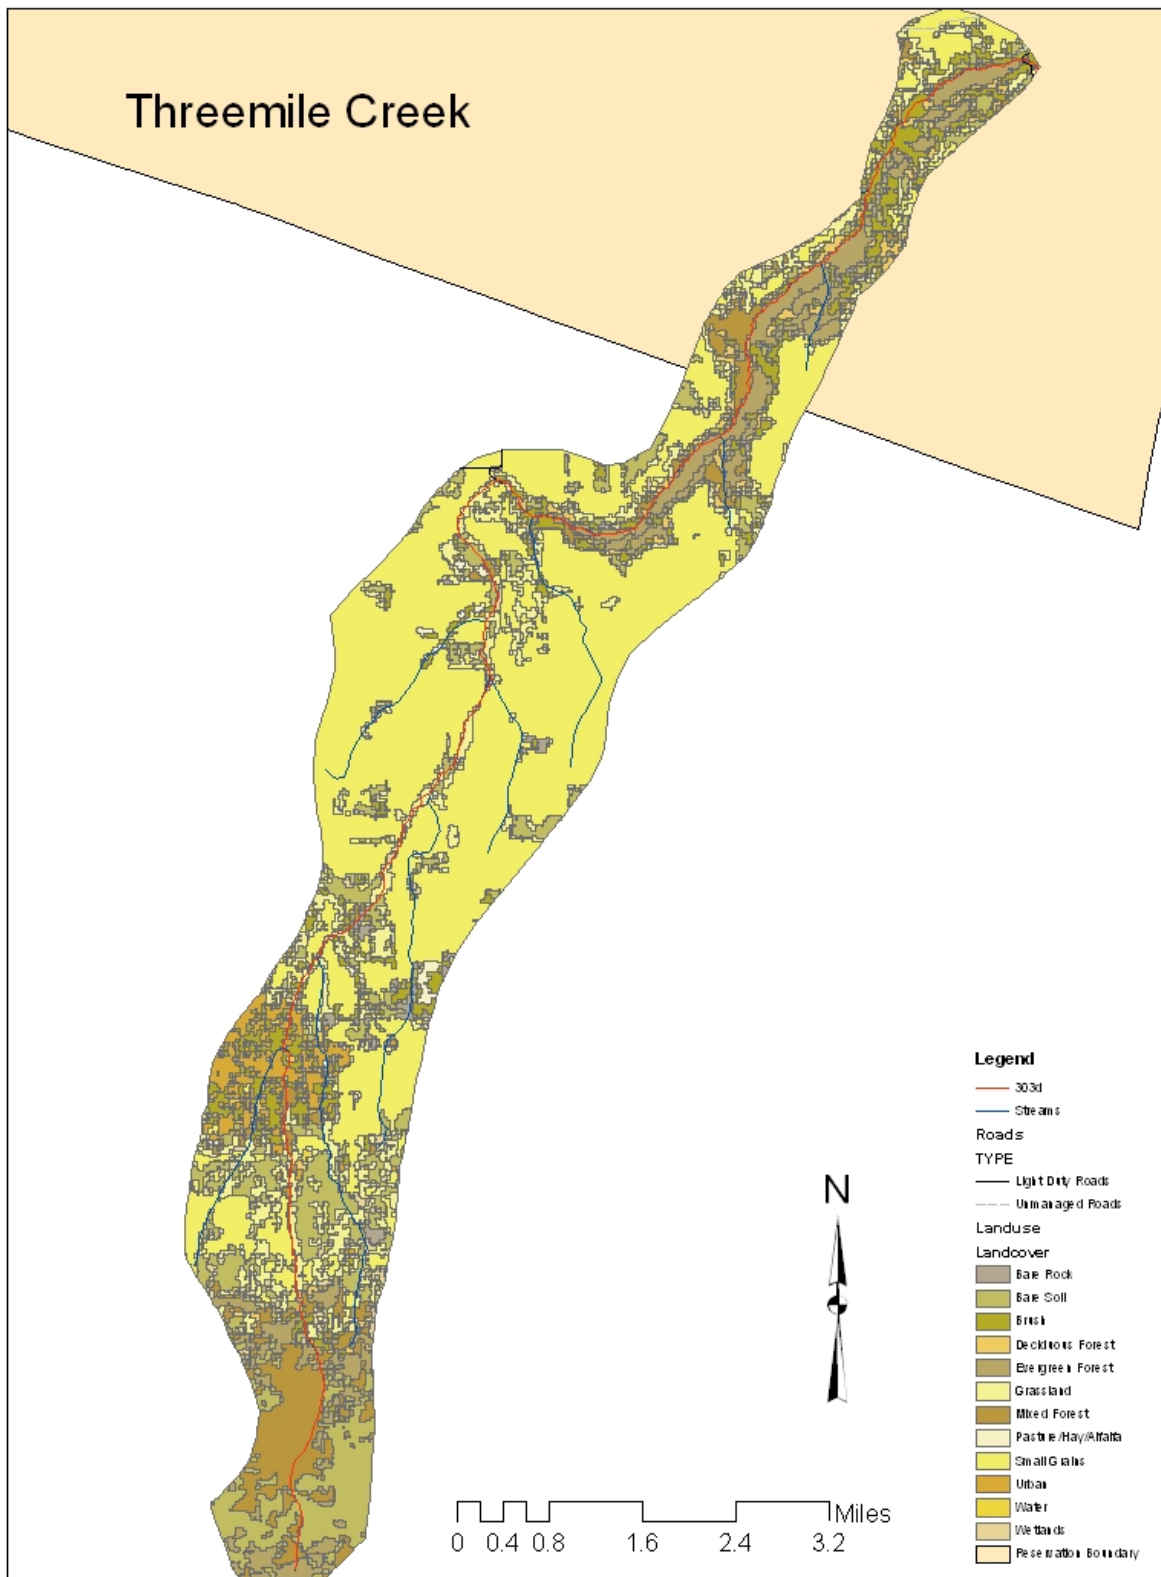 Threemile Creek
Legend
303d
Streams
Roads
TYPE
Light Duty Roads
Unmanaged Roads
Landuse
Landcover
Bare Rock
Bare Soil
Brush
Deciduous Forest
Evergreen Forest
Grassland
Mixed Forest
Pasture/Hay/Alfalfa
Small Grains
Urban
Water
Wetlands
Reservation Boundary
N
Miles
0 0.4 0.8 1.6 2.4 3.2